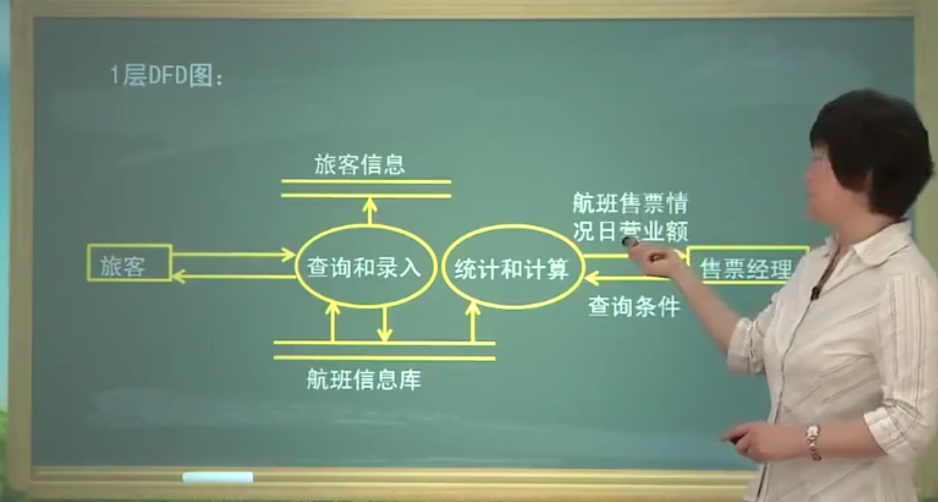 1层DFD图:
旅客信息
航班售票情
况日营业额
旅客
查询和录入
统计和计算
售票经理
查询条件
航班信息库